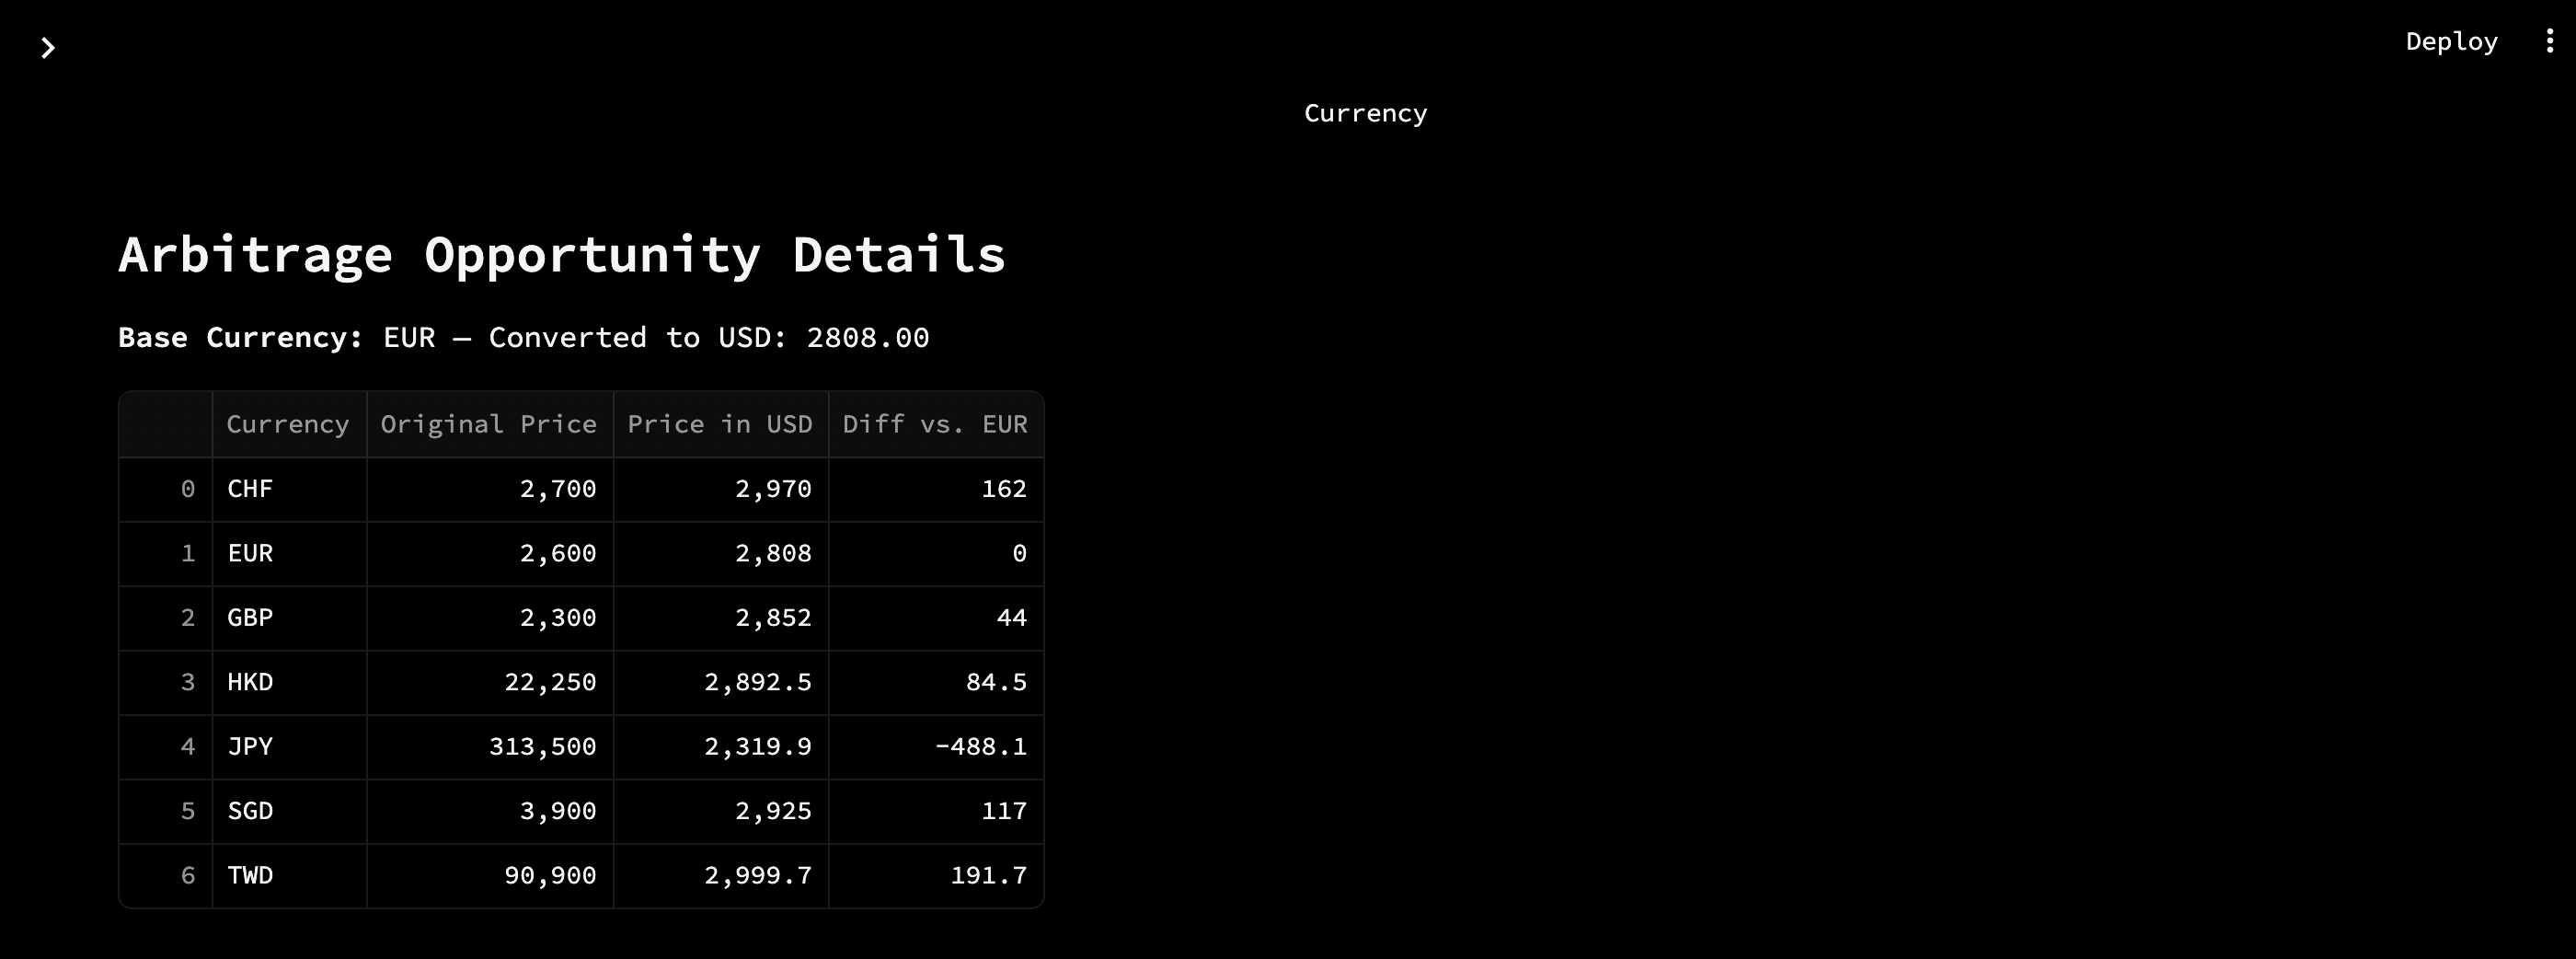 Deploy
Currency
Arbitrage Opportunity Details
Base Currency: EUR — Converted to USD: 2808.00
Currency Original Price Price in USD Diff vs. EUR
0 CHF 2,700 2,970 162
1 EUR 2,600 2,808 0
2 GBP 2,300 2,852 44
3 HKD 22,250 2,892.5 84.5
4 JPY 313,500 2,319.9 -488.1
5 SGD 3,900 2,925 117
6 TWD 90,900 2,999.7 191.7